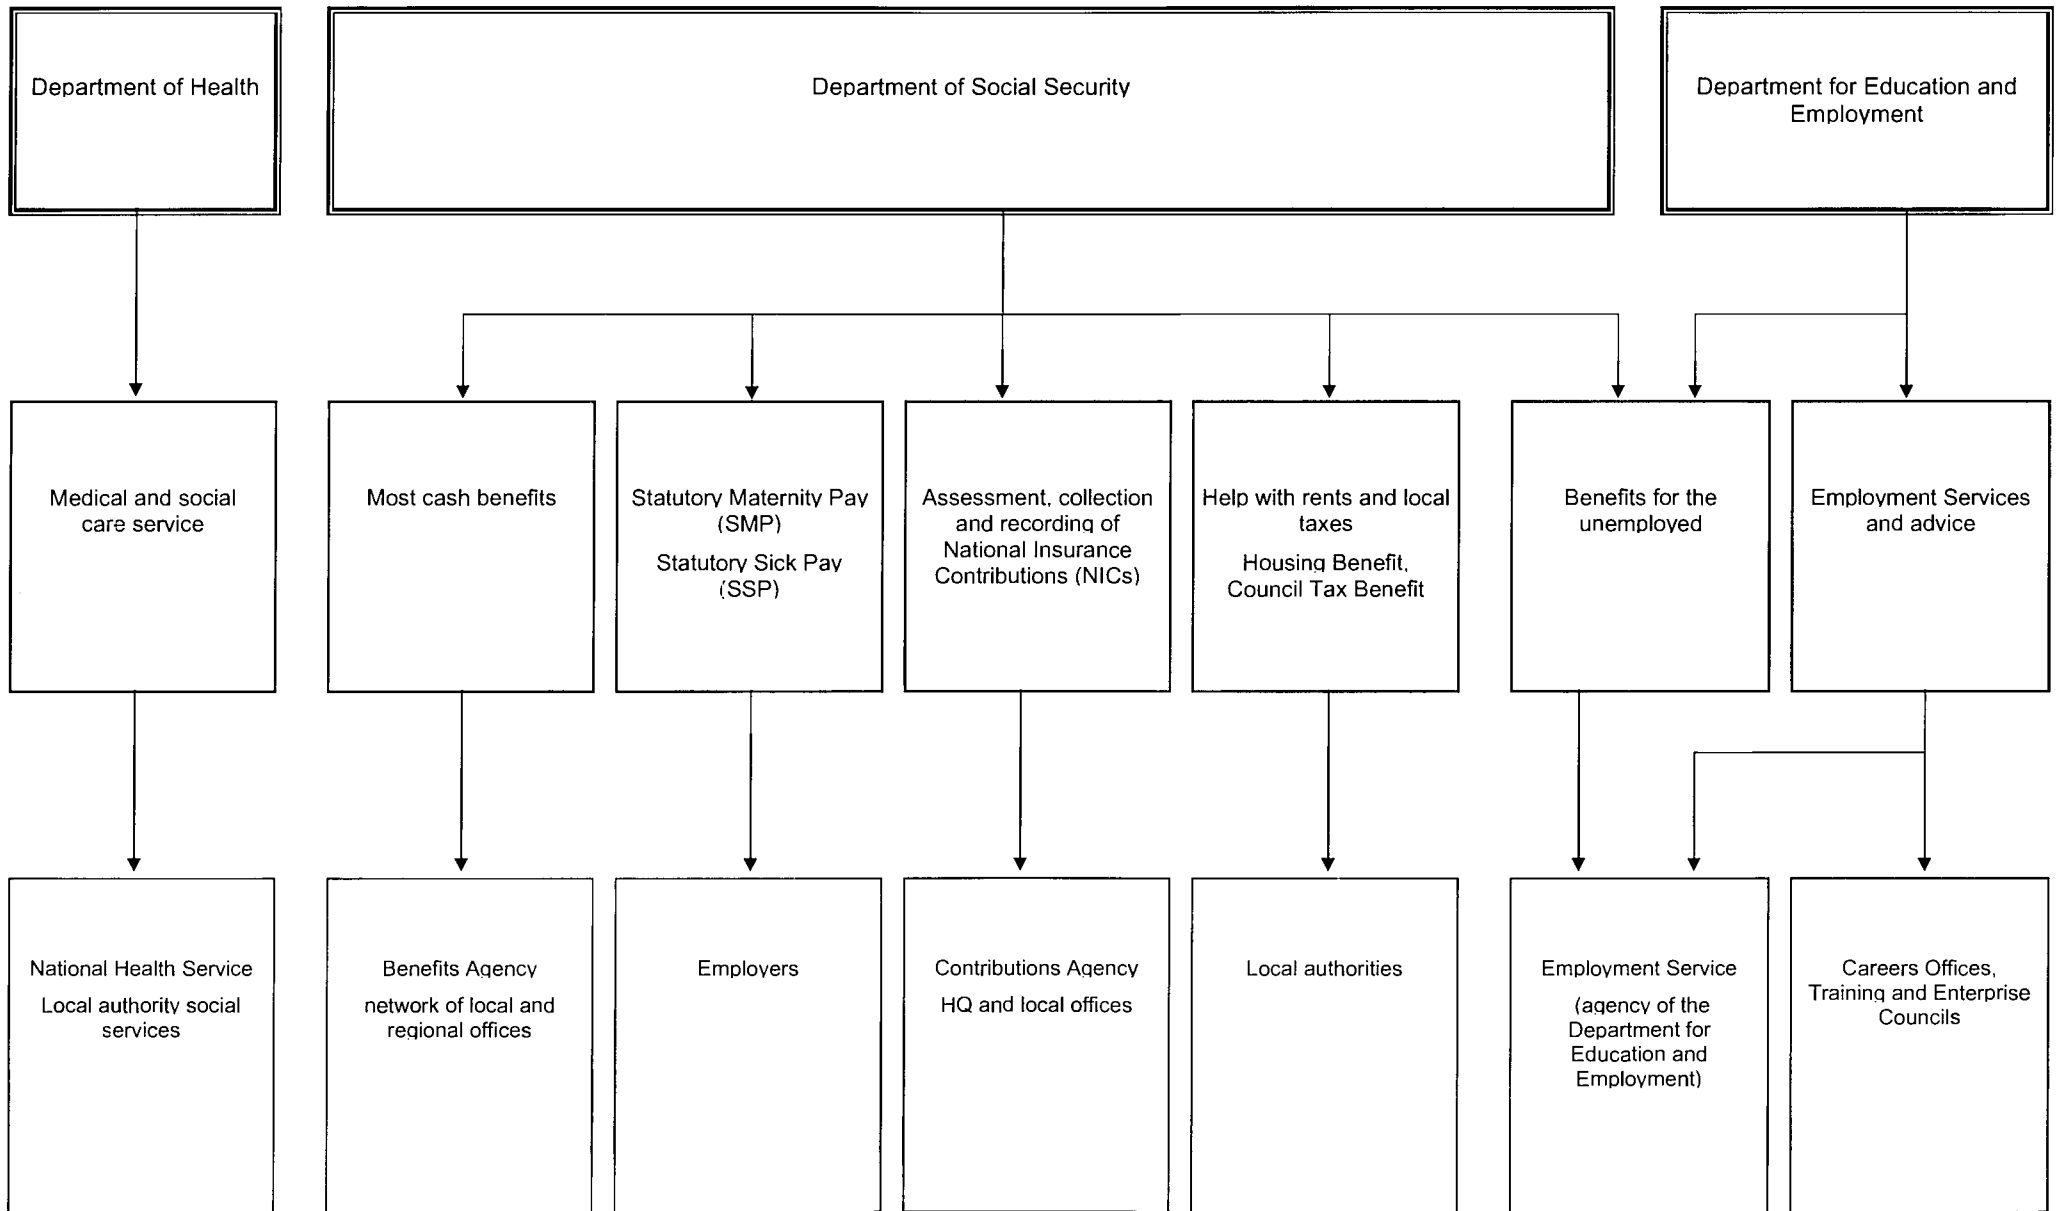 Department of Health
Department of Social Security
Department for Education and
Employment
Medical and social
care service
Most cash benefits
Statutory Maternity Pay
(SMP)
Statutory Sick Pay
(SSP)
Assessment, collection
and recording of
National Insurance
Contributions (NICs)
Help with rents and local
taxes
Housing Benefit,
Council Tax Benefit
Benefits for the
unemployed
Employment Services
and advice
National Health Service
Local authority social
services
Benefits Agency
network of local and
regional offices
Employers
Contributions Agency
HQ and local offices
Local authorities
Employment Service
(agency of the
Department for
Education and
Employment)
Careers Offices,
Training and Enterprise
Councils